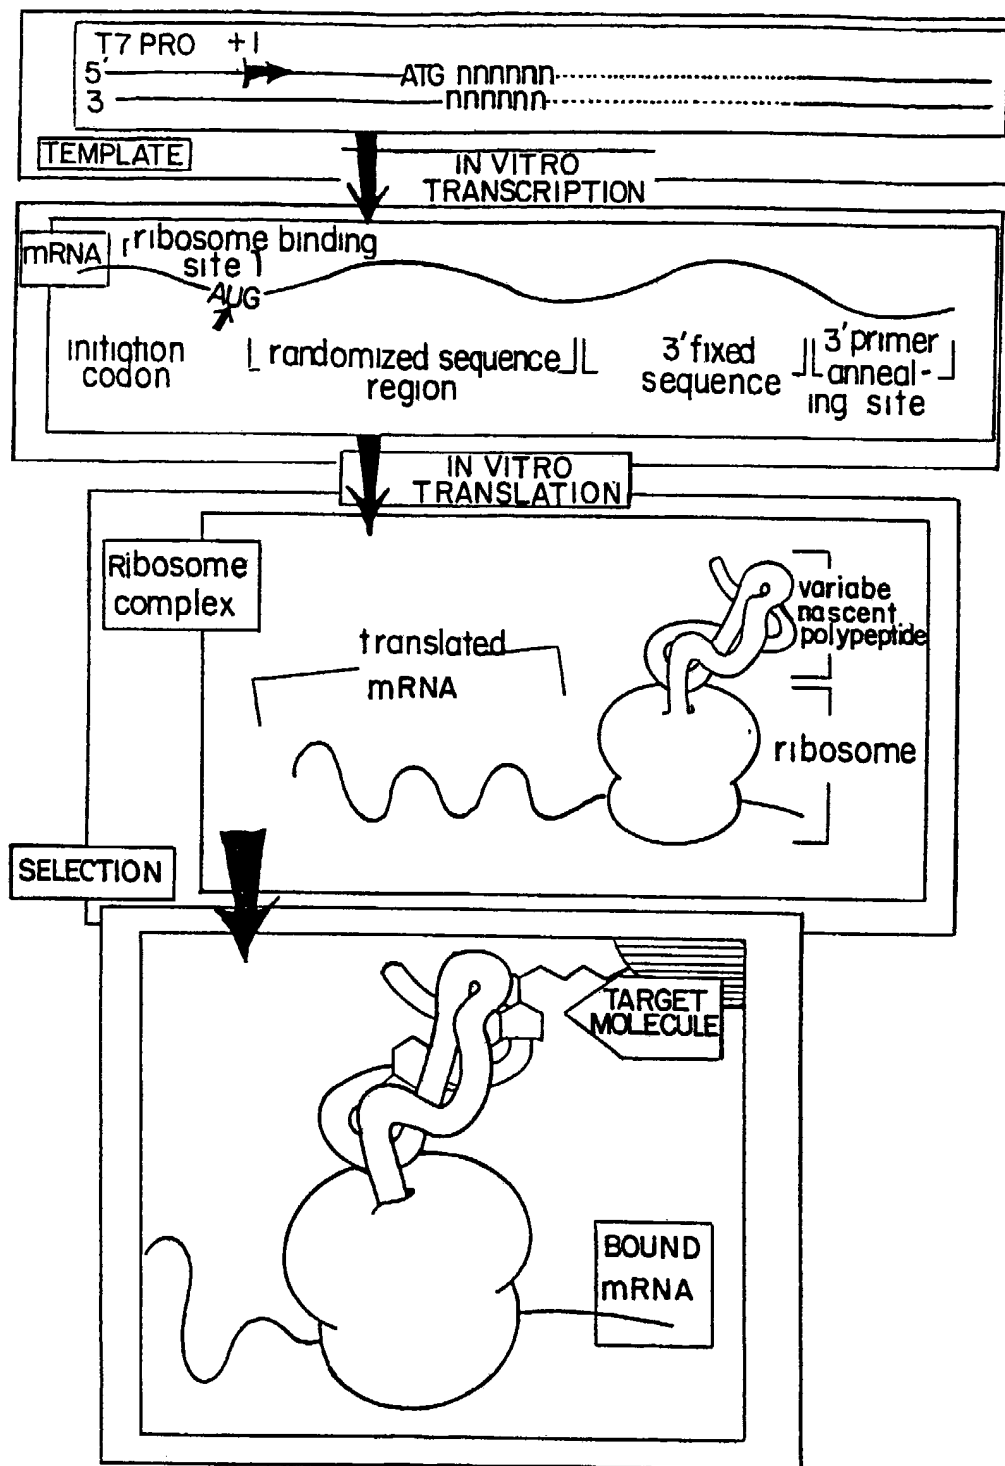 T7 PRO +1
5' ATG nnnnnn
3 nnnnnn
TEMPLATE
IN VITRO
TRANSCRIPTION
mRNA
ribosome binding
site
AUG
initiation
codon
randomized sequence
region
3' fixed
sequence
3' primer
anneal-
ing site
IN VITRO
TRANSLATION
Ribosome
complex
translated
mRNA
variabe
nascent
polypeptide
ribosome
SELECTION
TARGET
MOLECULE
BOUND
mRNA